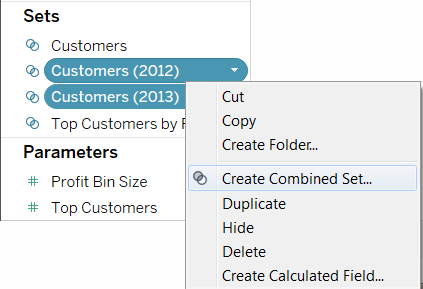 Sets
Customers
Customers (2012)
Customers (2013)
Top Customers by
Parameters
Profit Bin Size
Top Customers
Cut
Copy
Create Folder...
Create Combined Set...
Duplicate
Hide
Delete
Create Calculated Field...